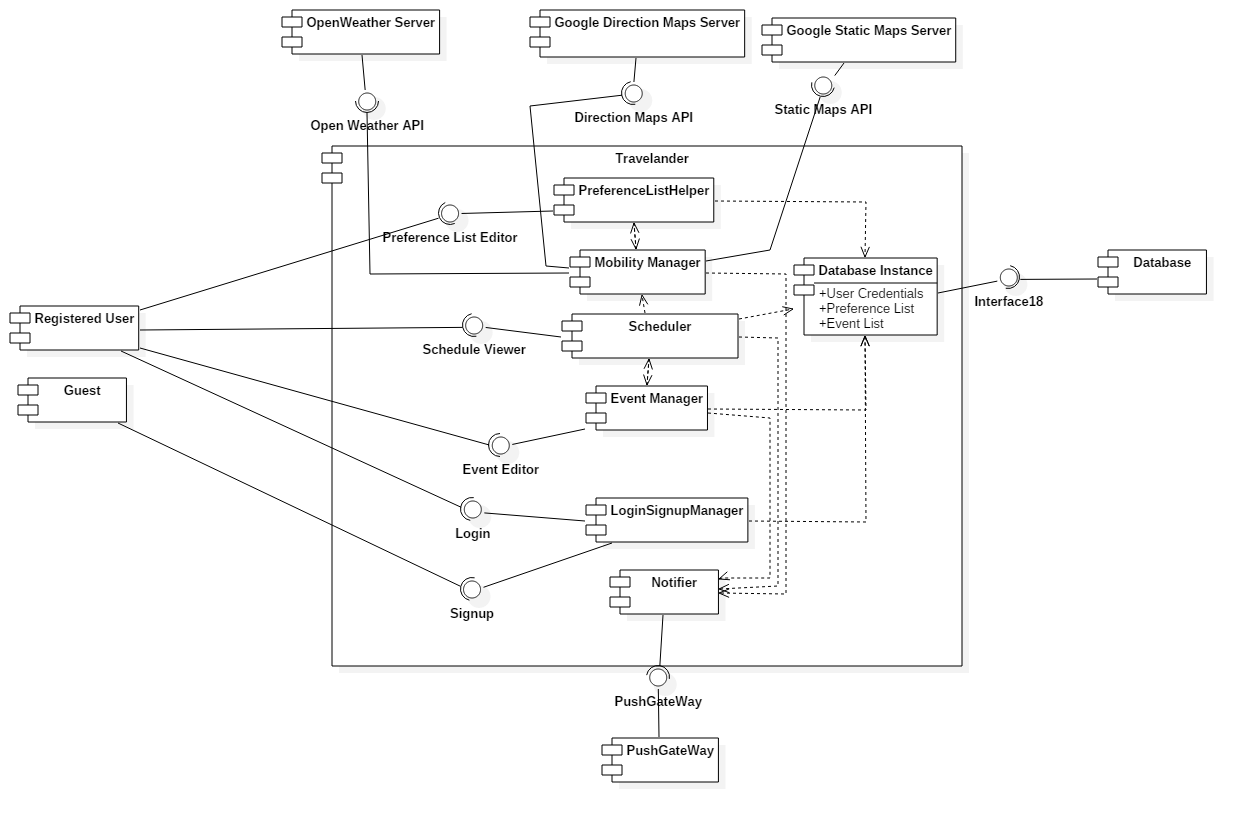 OpenWeather Server
Google Direction Maps Server
Google Static Maps Server
Open Weather API
Direction Maps API
Static Maps API
Travelander
PreferenceListHelper
Preference List Editor
Mobility Manager
Database Instance
+User Credentials
+Preference List
+Event List
Database
Interface18
Registered User
Scheduler
Schedule Viewer
Guest
Event Manager
Event Editor
LoginSignupManager
Login
Notifier
Signup
PushGateWay
PushGateWay